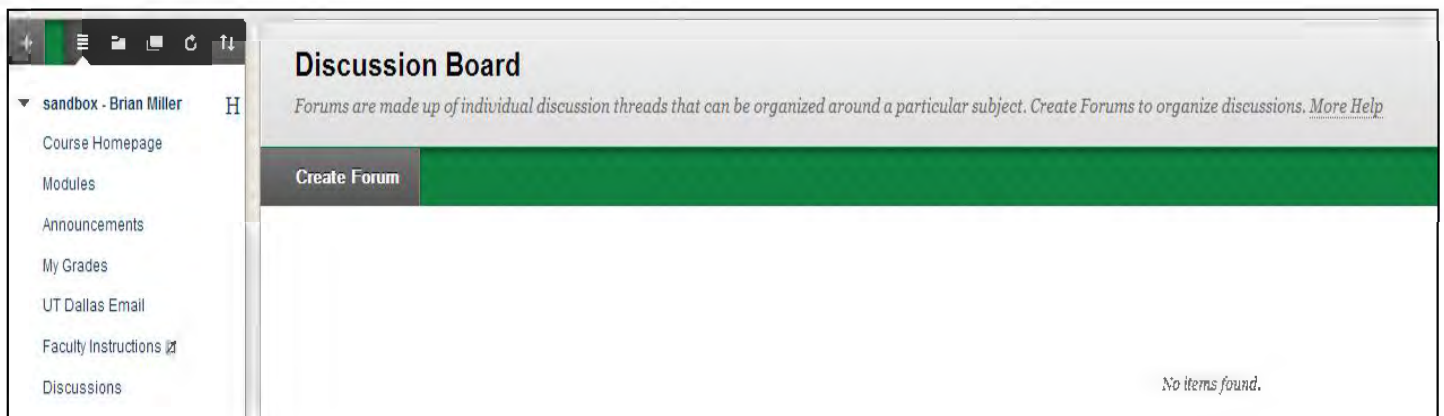 sandbox - Brian Miller H
Course Homepage
Modules
Announcements
My Grades
UT Dallas Email
Faculty Instructions
Discussions
Discussion Board
Forums are made up of individual discussion threads that can be organized around a particular subject. Create Forums to organize discussions. More Help
Create Forum
No items found.